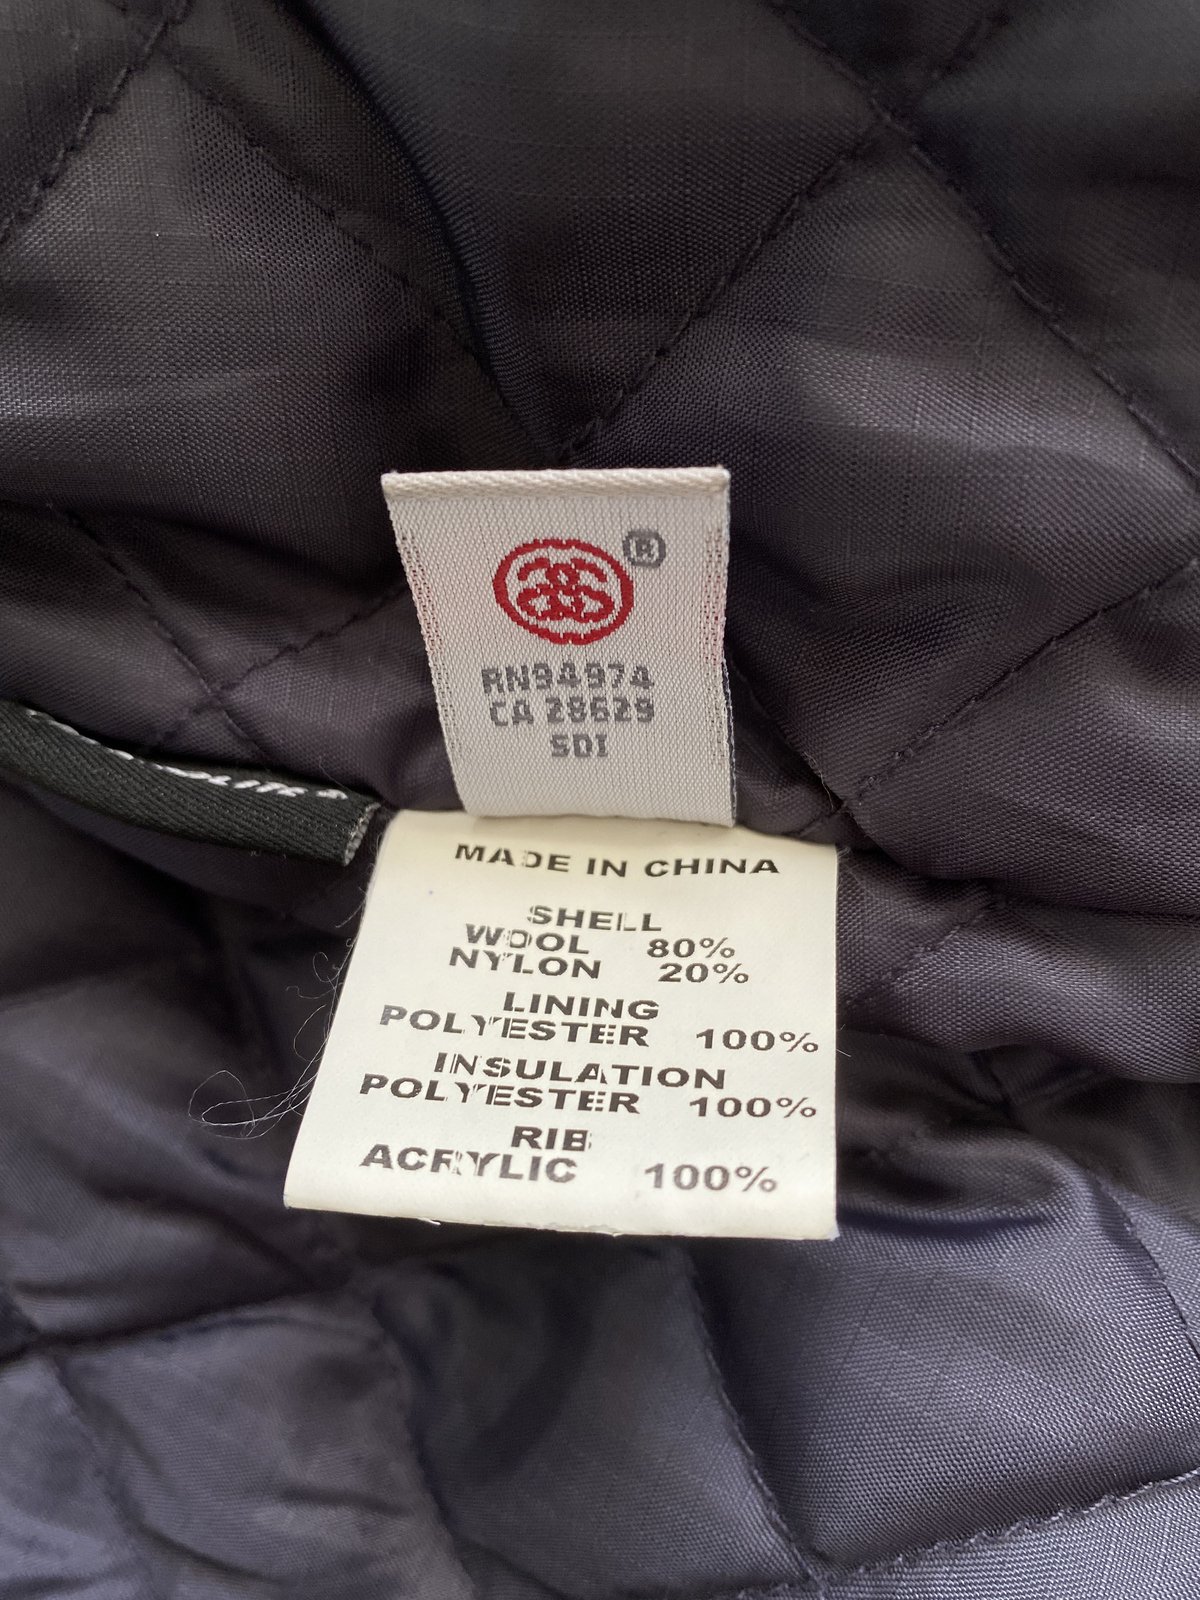 ®
RN94974
CA 28629
SDI
MADE IN CHINA
SHELL
WOOL 80%
NYLON 20%
LINING
POLYESTER 100%
INSULATION
POLYESTER 100%
RIB
ACRYLIC 100%